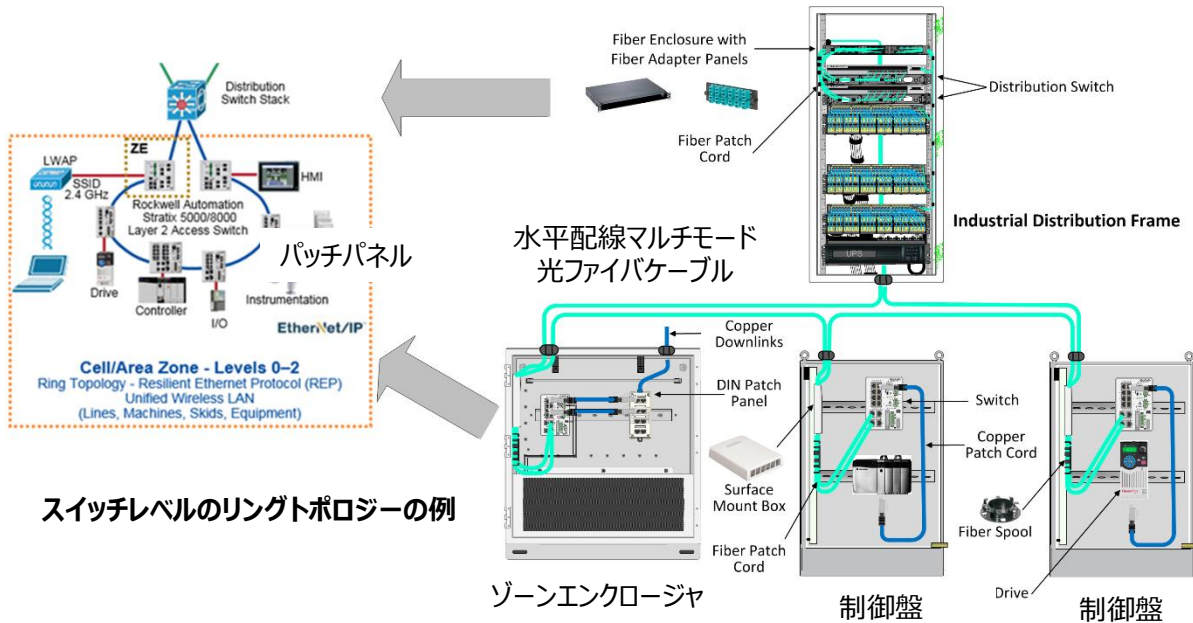 Distribution
Switch Stack
ZE
LWAP
SSID
2.4 GHz
HMI
Rockwell Automation
Stratix 5000/8000
Layer 2 Access Switch
パッチパネル
Drive
Controller
I/O
Instrumentation
EtherNet/IP
Cell/Area Zone - Levels 0–2
Ring Topology - Resilient Ethernet Protocol (REP)
Unified Wireless LAN
(Lines, Machines, Skids, Equipment)
スイッチレベルのリングトポロジーの例
Fiber Enclosure with
Fiber Adapter Panels
Fiber Patch
Cord
Distribution Switch
Industrial Distribution Frame
UPS
水平配線マルチモード
光ファイバケーブル
Copper
Downlinks
DIN Patch
Panel
Surface
Mount Box
Fiber Patch
Cord
Switch
Copper
Patch Cord
Fiber Spool
Drive
ゾーンエンクロージャ
制御盤
制御盤